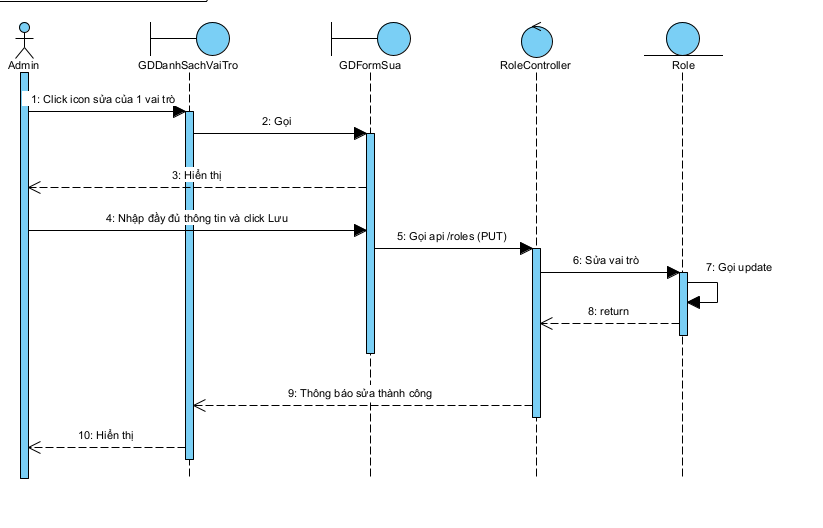 Admin
GDDanhSachVaiTro
GDFormSua
RoleController
Role
1: Click icon sửa của 1 vai trò
2: Gọi
3: Hiển thị
4: Nhập đầy đủ thông tin và click Lưu
5: Gọi api /roles (PUT)
6: Sửa vai trò
7: Gọi update
8: return
9: Thông báo sửa thành công
10: Hiển thị